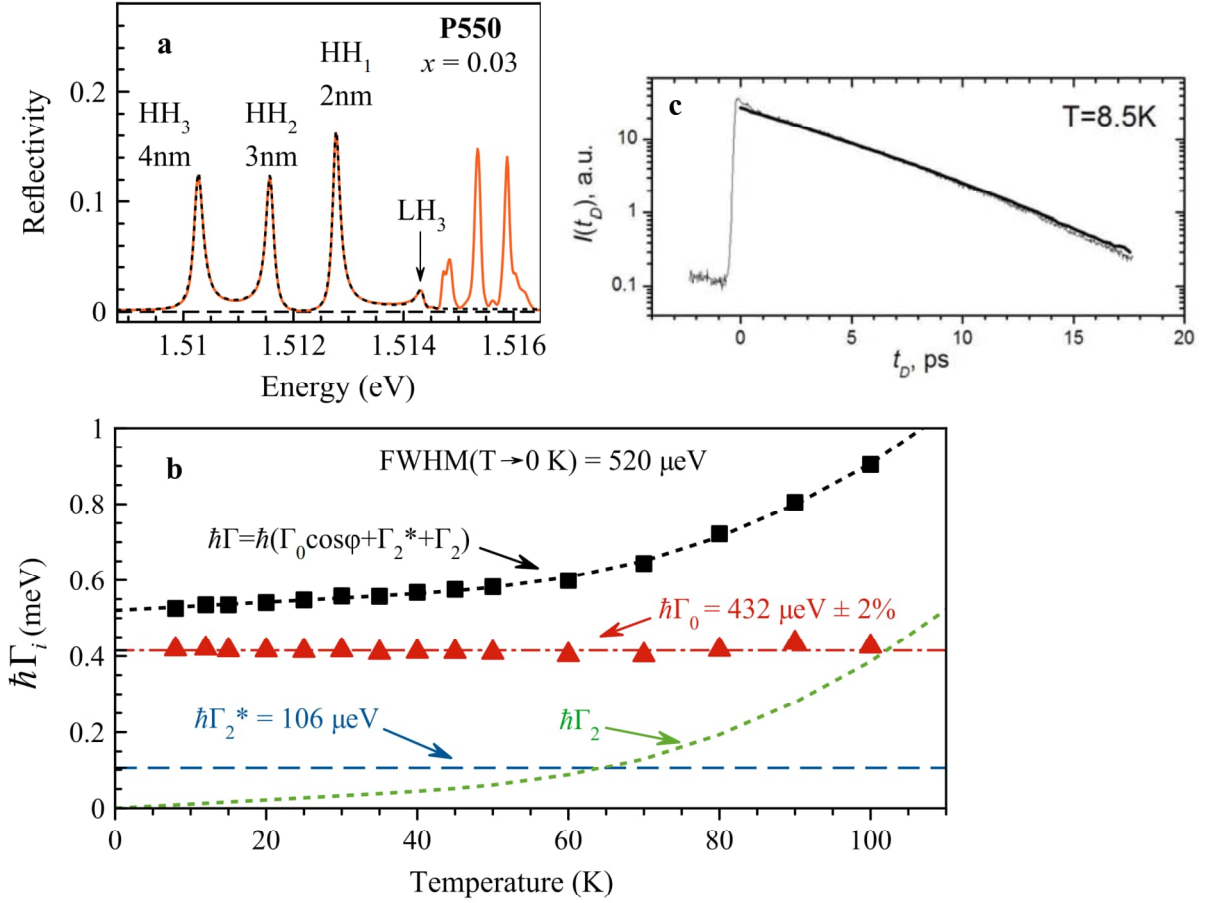 a
P550
x = 0.03
HH₁
2nm
HH₃
4nm
HH₂
3nm
LH₃
Reflectivity
0.2
0.1
0
1.51
1.512
1.514
1.516
Energy (eV)
c
T=8.5K
I(t_D), a.u.
10
1
0.1
0
5
10
15
20
t_D, ps
b
FWHM(T→0 K) = 520 μeV
ħΓ=ħ(Γ₀cosφ+Γ₂*+Γ₂)
ħΓ₀ = 432 μeV ± 2%
ħΓ₂* = 106 μeV
ħΓ₂
ħΓᵢ (meV)
1
0.8
0.6
0.4
0.2
0
0
20
40
60
80
100
Temperature (K)